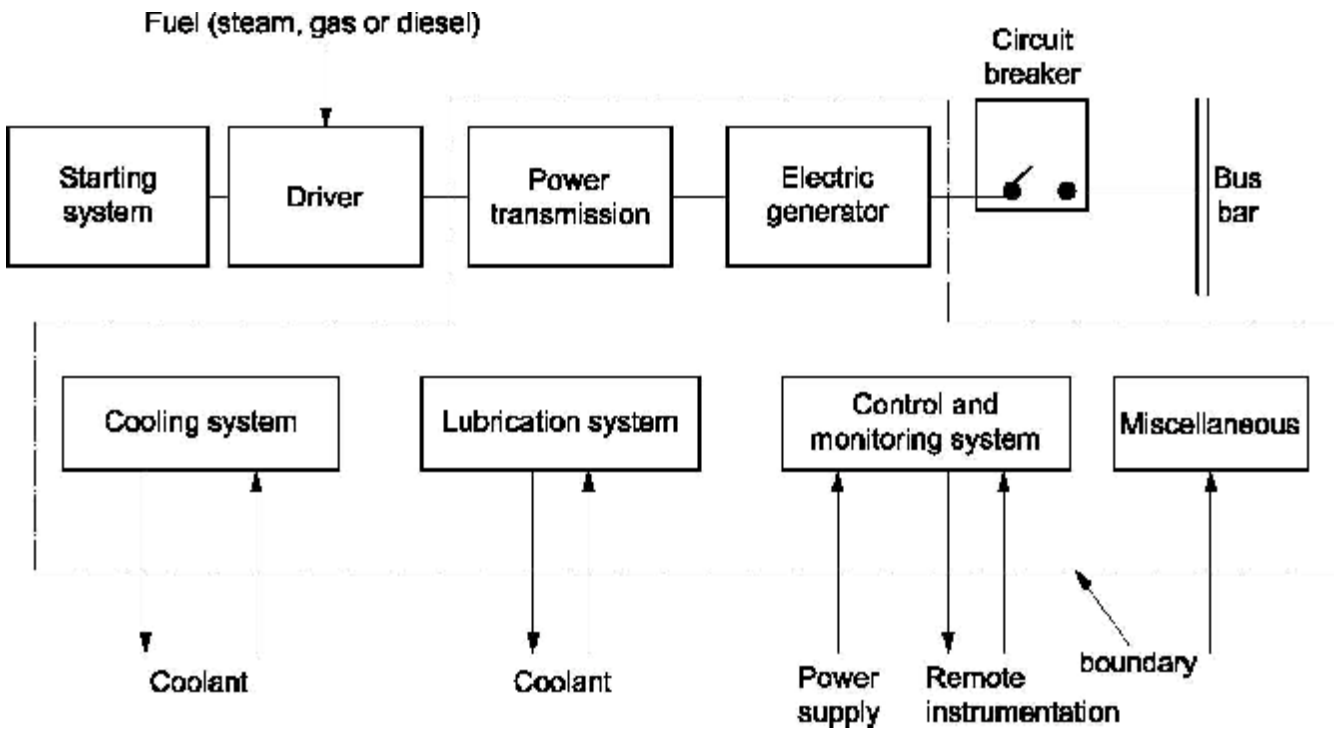 Fuel (steam, gas or diesel)
Circuit
breaker
Starting
system
Driver
Power
transmission
Electric
generator
Bus
bar
Cooling system
Lubrication system
Control and
monitoring system
Miscellaneous
Coolant
Coolant
Power
supply
Remote
instrumentation
boundary